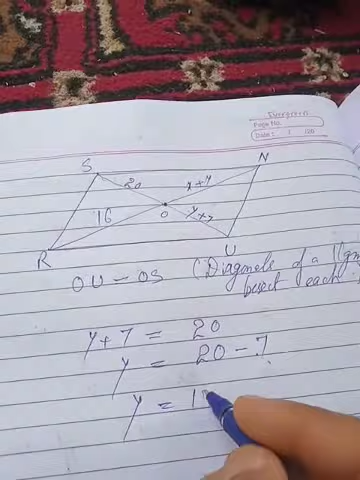 Evergreen
Page No.
Date: / /20
S
N
20
x+y
16
O
y+7
R
U
OU = OS (Diagonals of a llgm
bisect each
y + 7 = 20
y = 20 - 7
y = 1